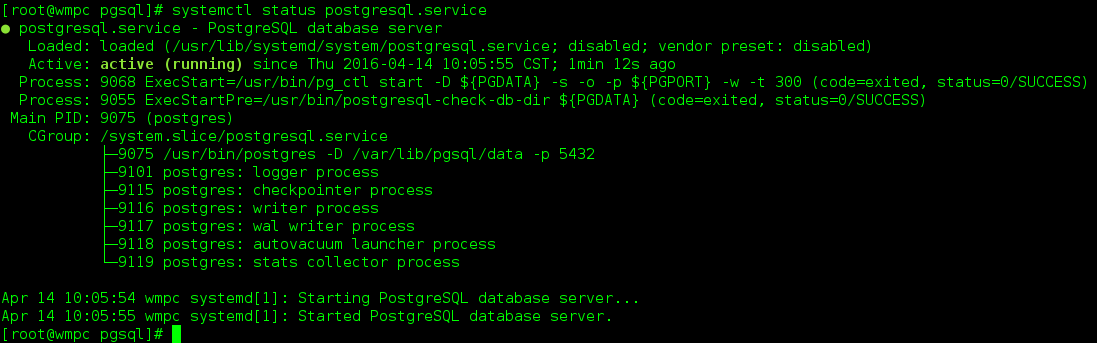 [root@wmpc pgsql]# systemctl status postgresql.service
● postgresql.service - PostgreSQL database server
   Loaded: loaded (/usr/lib/systemd/system/postgresql.service; disabled; vendor preset: disabled)
   Active: active (running) since Thu 2016-04-14 10:05:55 CST; 1min 12s ago
  Process: 9068 ExecStart=/usr/bin/pg_ctl start -D ${PGDATA} -s -o -p ${PGPORT} -w -t 300 (code=exited, status=0/SUCCESS)
  Process: 9055 ExecStartPre=/usr/bin/postgresql-check-db-dir ${PGDATA} (code=exited, status=0/SUCCESS)
 Main PID: 9075 (postgres)
   CGroup: /system.slice/postgresql.service
           ├─9075 /usr/bin/postgres -D /var/lib/pgsql/data -p 5432
           ├─9101 postgres: logger process
           ├─9115 postgres: checkpointer process
           ├─9116 postgres: writer process
           ├─9117 postgres: wal writer process
           ├─9118 postgres: autovacuum launcher process
           └─9119 postgres: stats collector process

Apr 14 10:05:54 wmpc systemd[1]: Starting PostgreSQL database server...
Apr 14 10:05:55 wmpc systemd[1]: Started PostgreSQL database server.
[root@wmpc pgsql]#